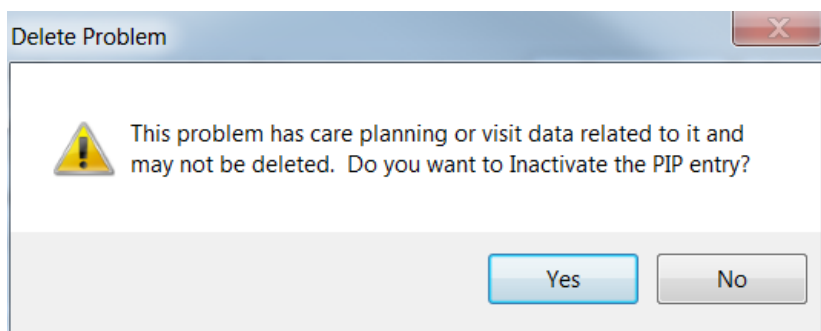 Delete Problem
X
This problem has care planning or visit data related to it and
may not be deleted.  Do you want to Inactivate the PIP entry?
Yes
No